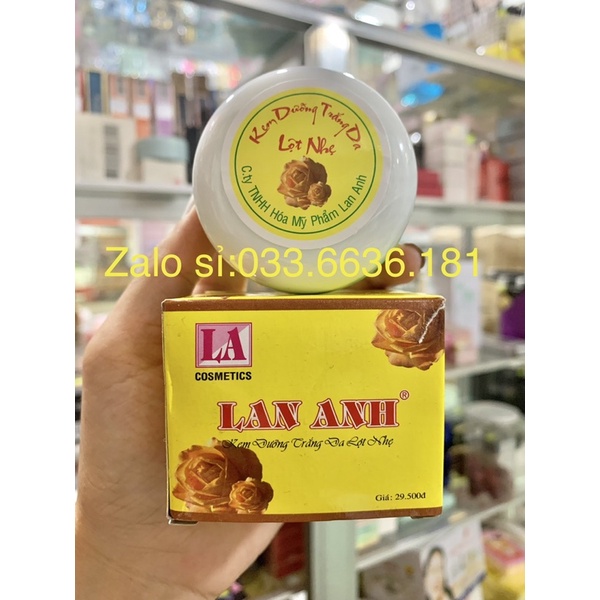 Kem Dưỡng Trắng Da
Lột Nhẹ
C.ty TNHH Hóa Mỹ Phẩm Lan Anh
Zalo sỉ:033.6636.181
LA
COSMETICS
LAN ANH®
Kem Dưỡng Trắng Da Lột Nhẹ
Giá: 29.500đ